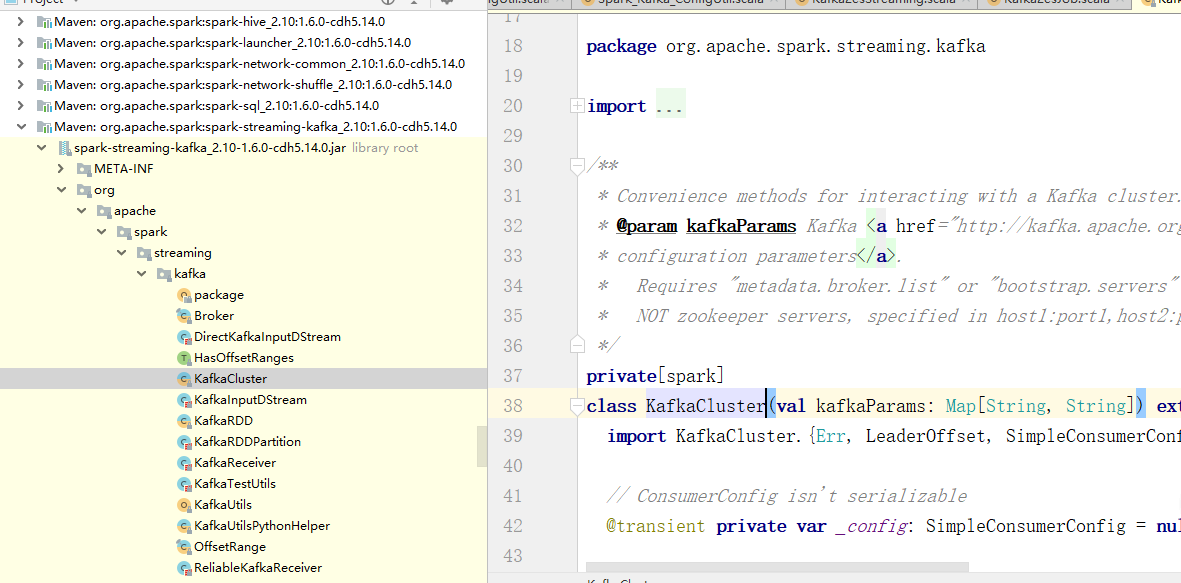 Project
Maven: org.apache.spark:spark-hive_2.10:1.6.0-cdh5.14.0
Maven: org.apache.spark:spark-launcher_2.10:1.6.0-cdh5.14.0
Maven: org.apache.spark:spark-network-common_2.10:1.6.0-cdh5.14.0
Maven: org.apache.spark:spark-network-shuffle_2.10:1.6.0-cdh5.14.0
Maven: org.apache.spark:spark-sql_2.10:1.6.0-cdh5.14.0
Maven: org.apache.spark:spark-streaming-kafka_2.10:1.6.0-cdh5.14.0
spark-streaming-kafka_2.10-1.6.0-cdh5.14.0.jar library root
META-INF
org
apache
spark
streaming
kafka
package
Broker
DirectKafkaInputDStream
HasOffsetRanges
KafkaCluster
KafkaInputDStream
KafkaRDD
KafkaRDDPartition
KafkaReceiver
KafkaTestUtils
KafkaUtils
KafkaUtilsPythonHelper
OffsetRange
ReliableKafkaReceiver
17
18 package org.apache.spark.streaming.kafka
19
20 import ...
29
30 /**
31 * Convenience methods for interacting with a Kafka cluster.
32 * @param kafkaParams Kafka <a href="http://kafka.apache.org
33 * configuration parameters</a>.
34 * Requires "metadata.broker.list" or "bootstrap.servers"
35 * NOT zookeeper servers, specified in host1:port1,host2:p
36 */
37 private[spark]
38 class KafkaCluster(val kafkaParams: Map[String, String]) ext
39 import KafkaCluster.{Err, LeaderOffset, SimpleConsumerConf
40
41 // ConsumerConfig isn't serializable
42 @transient private var _config: SimpleConsumerConfig = nul
43